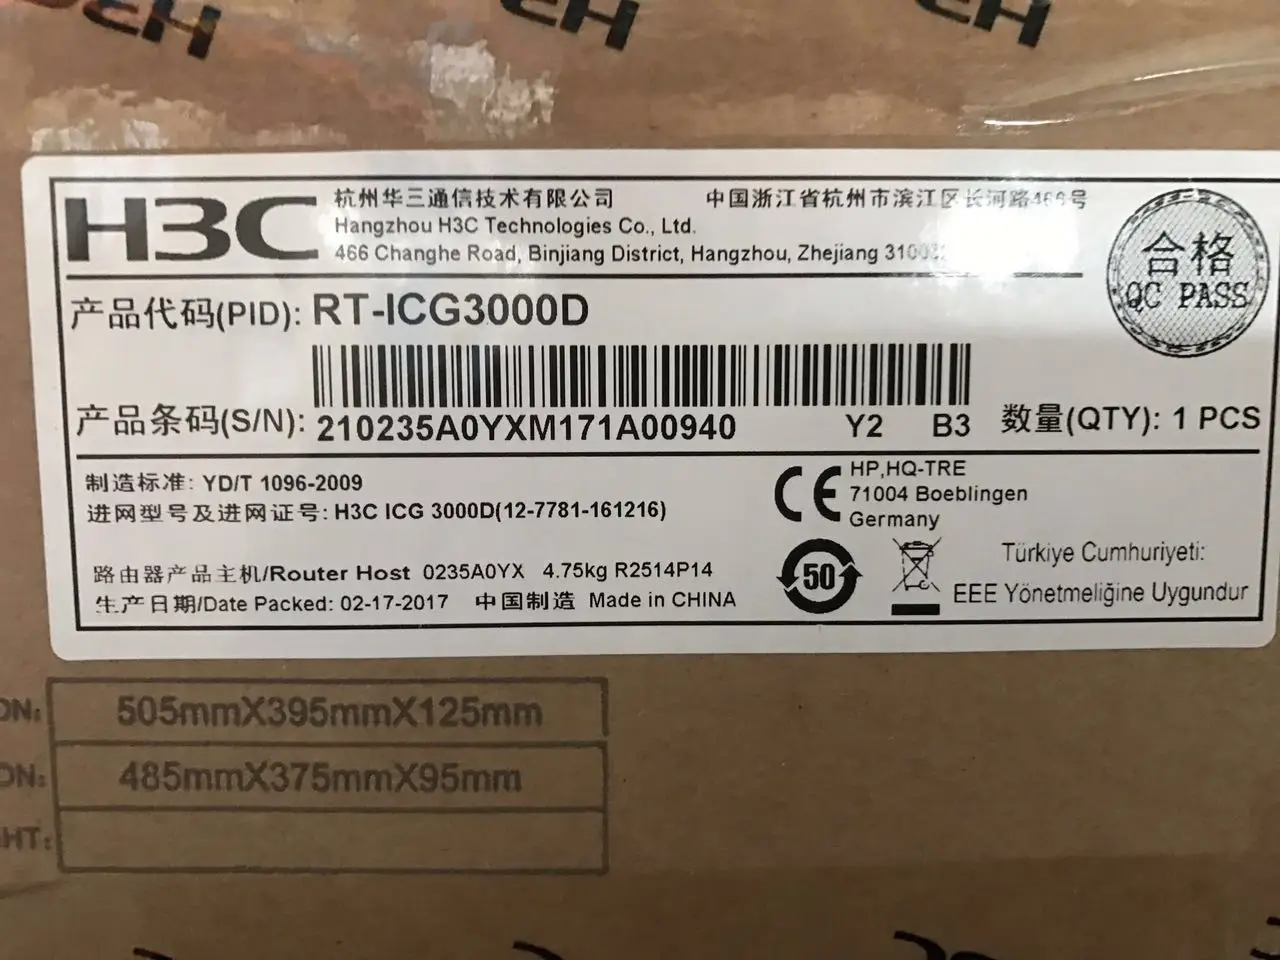 H3C
杭州华三通信技术有限公司 中国浙江省杭州市滨江区长河路466号
Hangzhou H3C Technologies Co., Ltd.
466 Changhe Road, Binjiang District, Hangzhou, Zhejiang
合格
QC PASS
产品代码(PID): RT-ICG3000D
产品条码(S/N): 210235A0YXM171A00940 Y2 B3 数量(QTY): 1 PCS
制造标准: YD/T 1096-2009
进网型号及进网证号: H3C ICG 3000D(12-7781-161216)
CE HP,HQ-TRE
71004 Boeblingen
Germany
路由器产品主机/Router Host 0235A0YX 4.75kg R2514P14
生产日期/Date Packed: 02-17-2017 中国制造 Made in CHINA
50
Türkiye Cumhuriyeti:
EEE Yönetmeliğine Uygundur
505mmX395mmX125mm
485mmX375mmX95mm